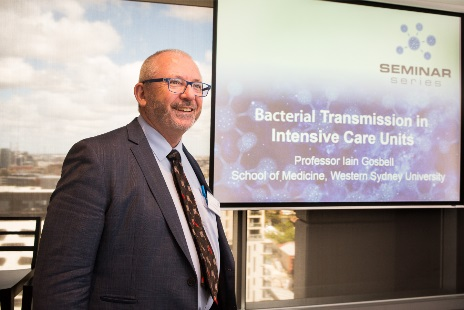 SEMINAR
series
Bacterial Transmission in
Intensive Care Units
Professor Iain Gosbell
School of Medicine, Western Sydney University